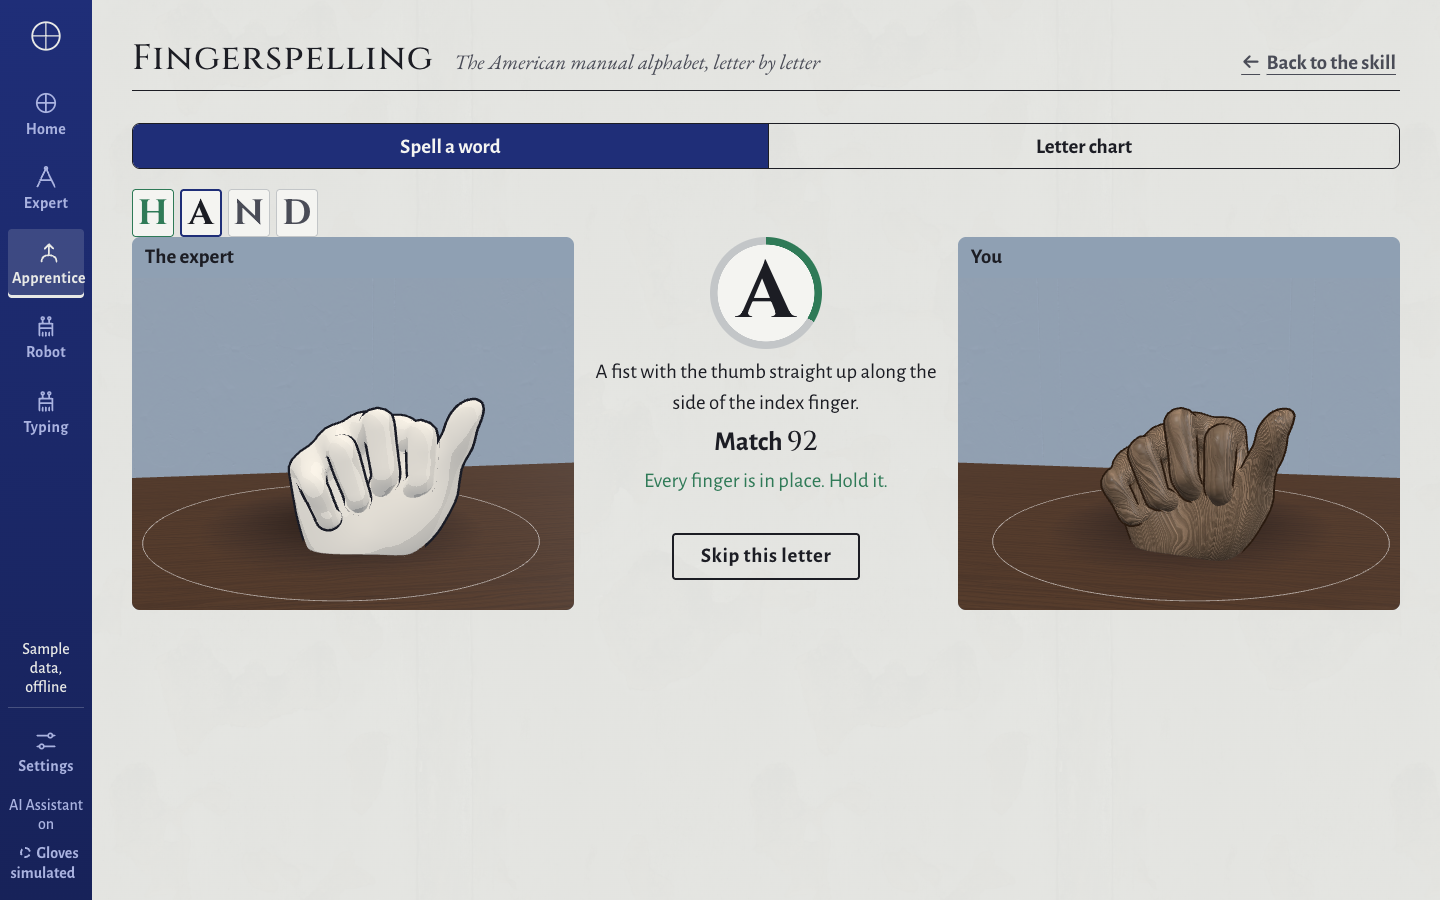 Home
Expert
Apprentice
Robot
Typing
Sample
data,
offline
Settings
AI Assistant
on
Gloves
simulated
Fingerspelling The American manual alphabet, letter by letter
Back to the skill
Spell a word
Letter chart
H A N D
The expert
A
A fist with the thumb straight up along the
side of the index finger.
Match 92
Every finger is in place. Hold it.
Skip this letter
You